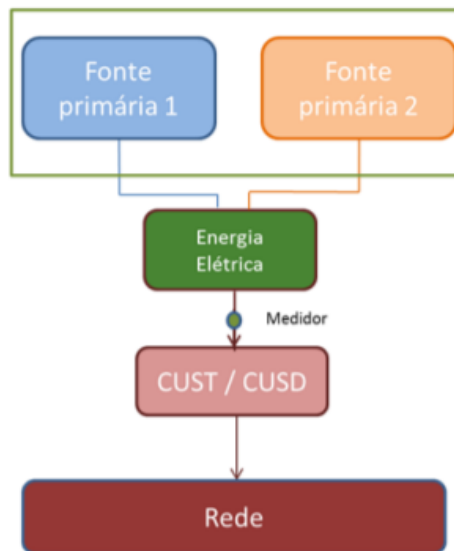 Fonte
primária 1
Fonte
primária 2
Energia
Elétrica
Medidor
CUST / CUSD
Rede